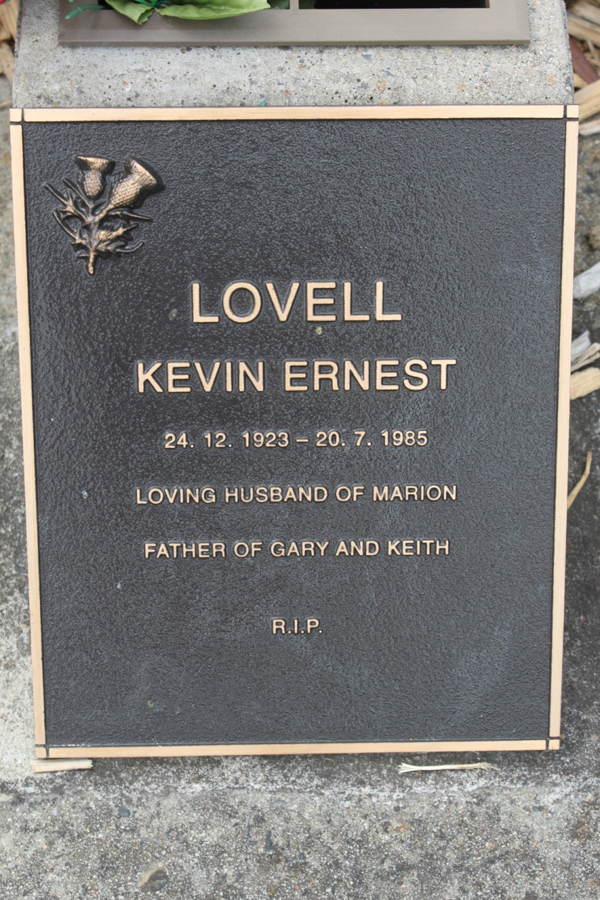 LOVELL
KEVIN ERNEST
24. 12. 1923 – 20. 7. 1985
LOVING HUSBAND OF MARION
FATHER OF GARY AND KEITH
R.I.P.